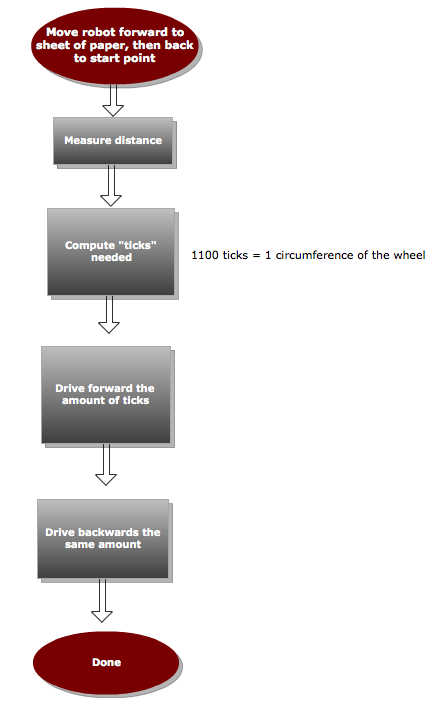 Move robot forward to
sheet of paper, then back
to start point
Measure distance
Compute "ticks"
needed
1100 ticks = 1 circumference of the wheel
Drive forward the
amount of ticks
Drive backwards the
same amount
Done